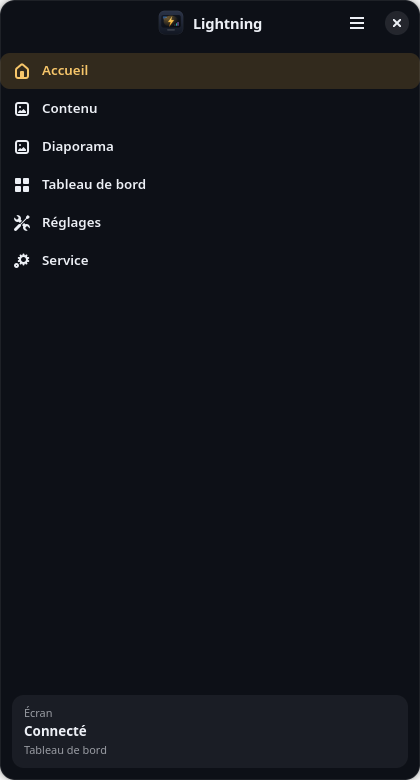 Lightning
Accueil
Contenu
Diaporama
Tableau de bord
Réglages
Service
Écran
Connecté
Tableau de bord